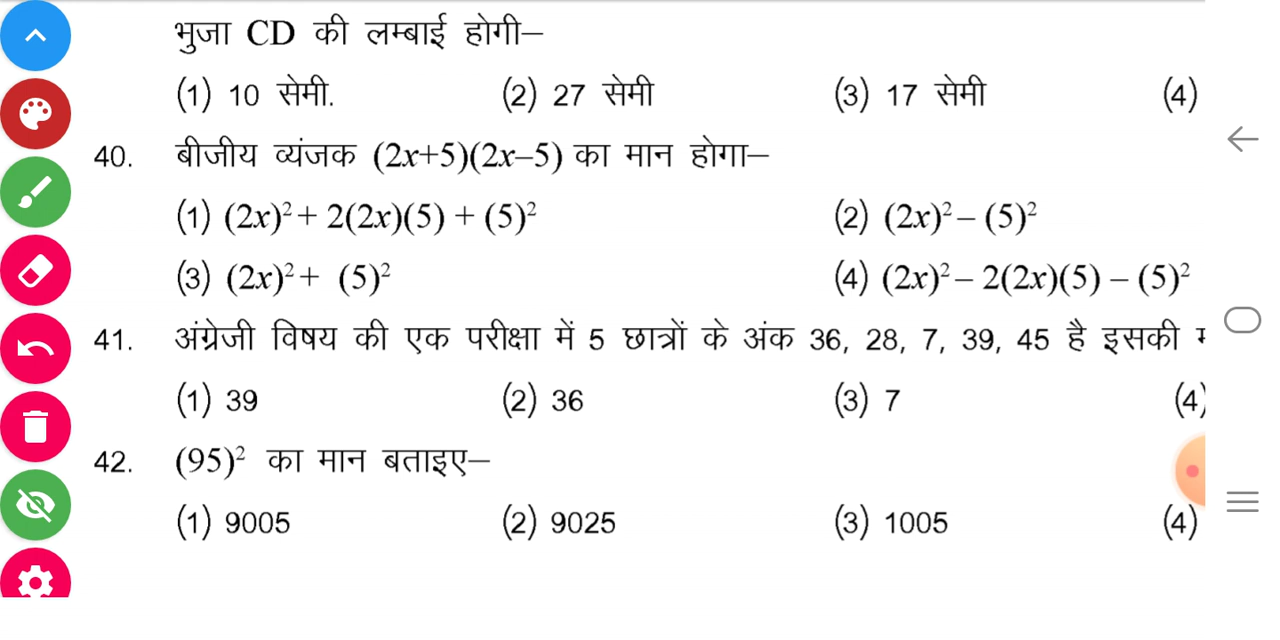 भुजा CD की लम्बाई होगी–
(1) 10 सेमी. (2) 27 सेमी (3) 17 सेमी (4)
40. बीजीय व्यंजक (2x+5)(2x–5) का मान होगा–
(1) (2x)²+ 2(2x)(5) + (5)² (2) (2x)²– (5)²
(3) (2x)²+ (5)² (4) (2x)²– 2(2x)(5) – (5)²
41. अंग्रेजी विषय की एक परीक्षा में 5 छात्रों के अंक 36, 28, 7, 39, 45 है इसकी
(1) 39 (2) 36 (3) 7 (4)
42. (95)² का मान बताइए–
(1) 9005 (2) 9025 (3) 1005 (4)